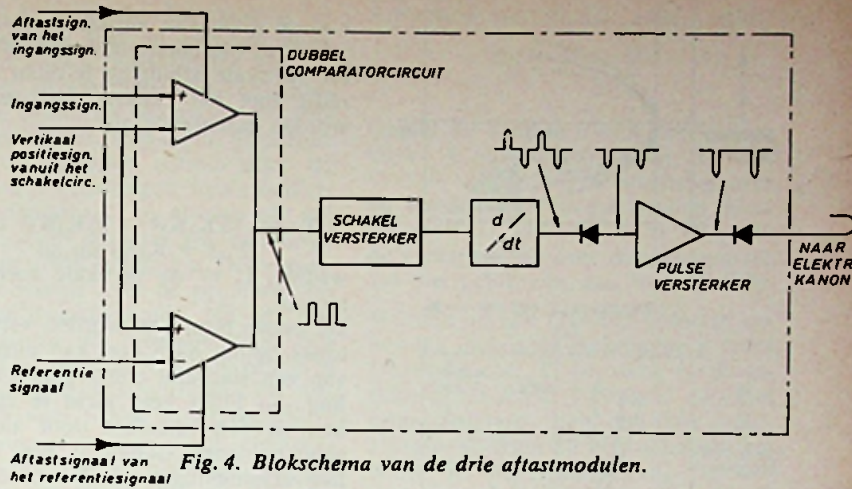 Aftastsign.
van het
ingangssign.
DUBBEL
COMPARATORCIRCUIT
Ingangssign.
Vertikaal
positiesign.
vanuit het
schakelcirc.
+
-
SCHAKEL
VERSTERKER
d
/
dt
PULSE
VERSTERKER
NAAR
ELEKTR
KANON
+
-
Referentie
signaal
Aftastsignaal van
het referentiesignaal
Fig. 4. Blokschema van de drie aftastmodulen.